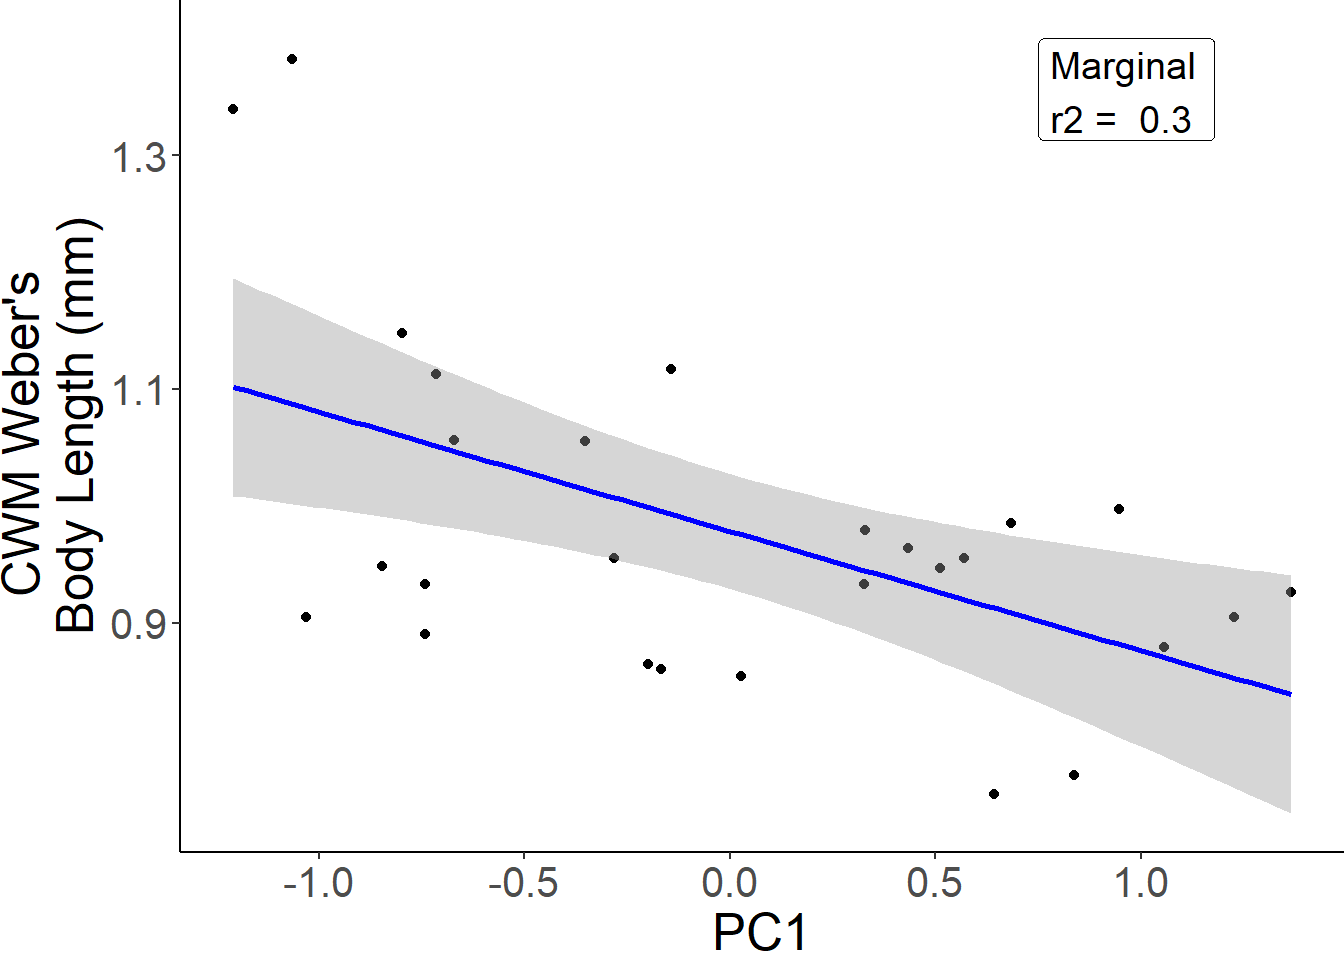 Marginal
r2 = 0.3
1.3
1.1
0.9
CWM Weber's
Body Length (mm)
-1.0 -0.5 0.0 0.5 1.0
PC1